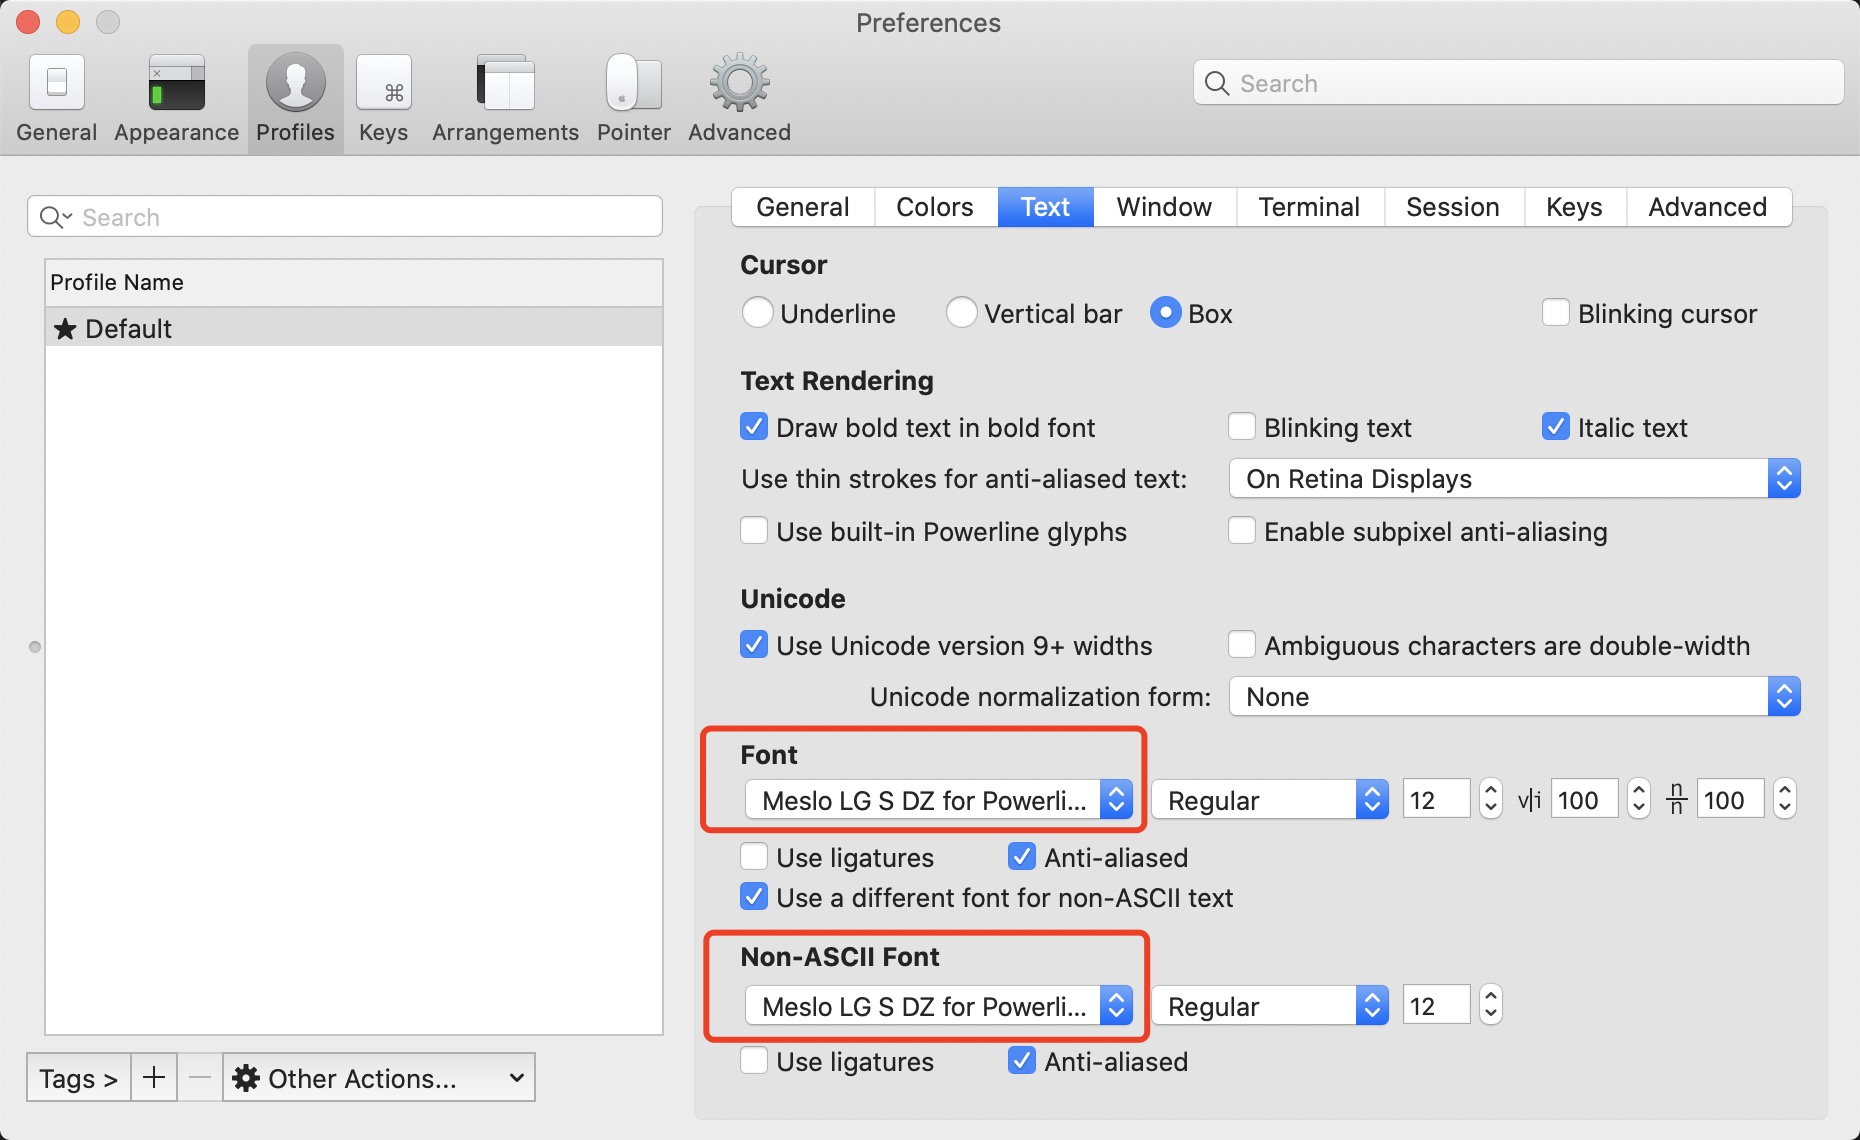 Preferences
General Appearance Profiles Keys Arrangements Pointer Advanced
Search
Search
Profile Name
Default
Tags >
Other Actions...
General Colors Text Window Terminal Session Keys Advanced
Cursor
Underline Vertical bar Box Blinking cursor
Text Rendering
Draw bold text in bold font Blinking text Italic text
Use thin strokes for anti-aliased text: On Retina Displays
Use built-in Powerline glyphs Enable subpixel anti-aliasing
Unicode
Use Unicode version 9+ widths Ambiguous characters are double-width
Unicode normalization form: None
Font
Meslo LG S DZ for Powerli... Regular 12 v|i 100 n/n 100
Use ligatures Anti-aliased
Use a different font for non-ASCII text
Non-ASCII Font
Meslo LG S DZ for Powerli... Regular 12
Use ligatures Anti-aliased